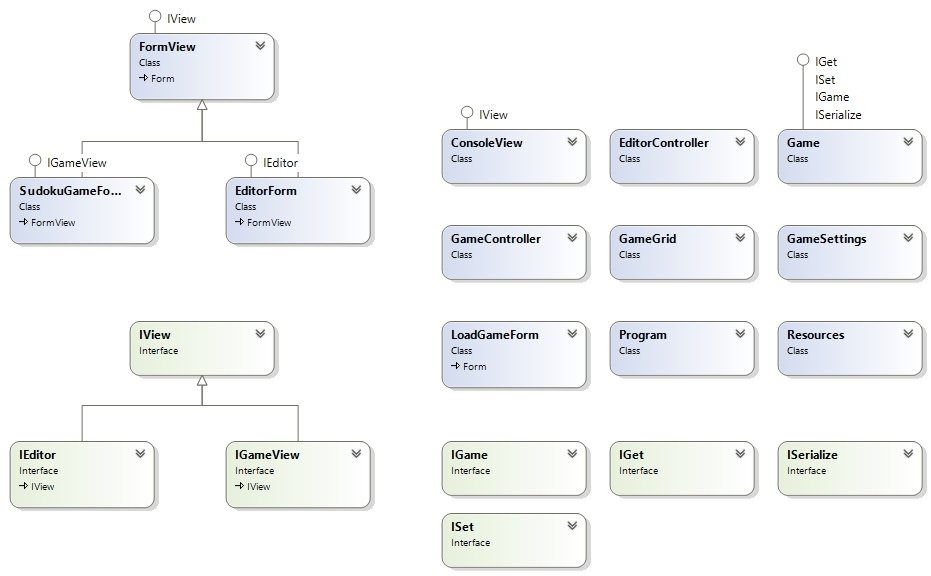 IView
FormView
Class
Form
IGameView
SudokuGameFo...
Class
FormView
IEditor
EditorForm
Class
FormView
IView
Interface
IEditor
Interface
IView
IGameView
Interface
IView
IView
ConsoleView
Class
EditorController
Class
IGet
ISet
IGame
ISerialize
Game
Class
GameController
Class
GameGrid
Class
GameSettings
Class
LoadGameForm
Class
Form
Program
Class
Resources
Class
IGame
Interface
IGet
Interface
ISerialize
Interface
ISet
Interface